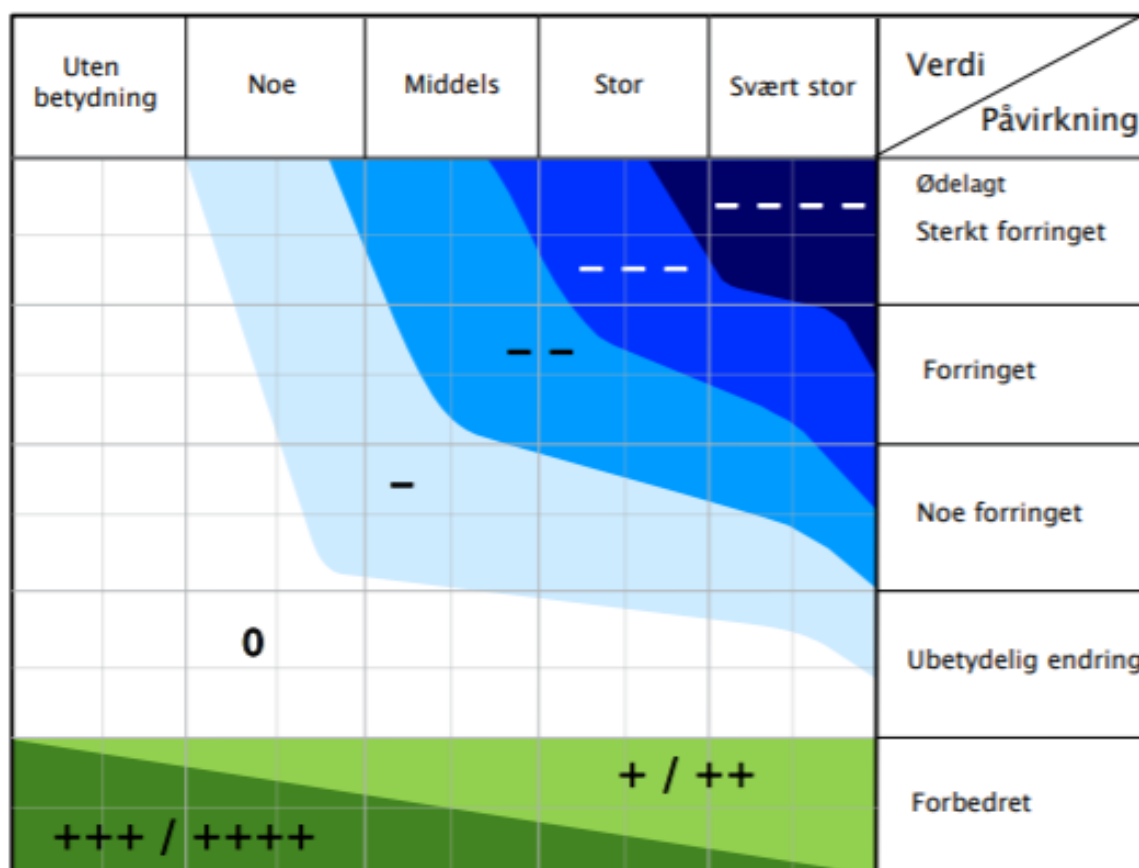 Uten
betydning
Noe
Middels
Stor
Svært stor
Verdi
Påvirkning
Ødelagt
Sterkt forringet
– – – –
– – –
– –
Forringet
–
Noe forringet
0
Ubetydelig endring
+ / ++
Forbedret
+++ / ++++